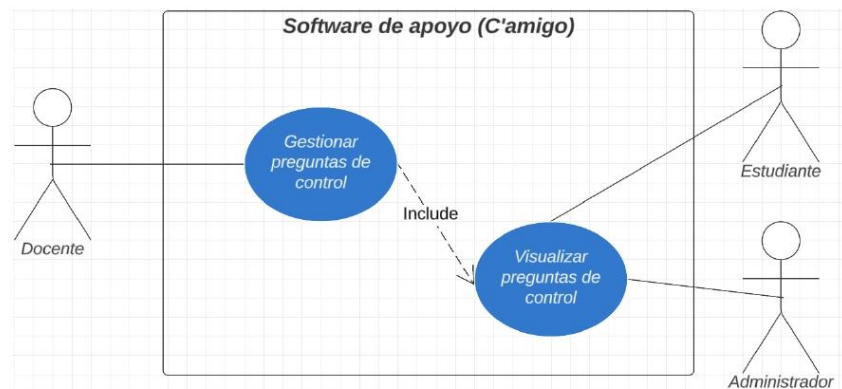 Software de apoyo (C'amigo)
Gestionar
preguntas de
control
Estudiante
Include
Docente
Visualizar
preguntas de
control
Administrador